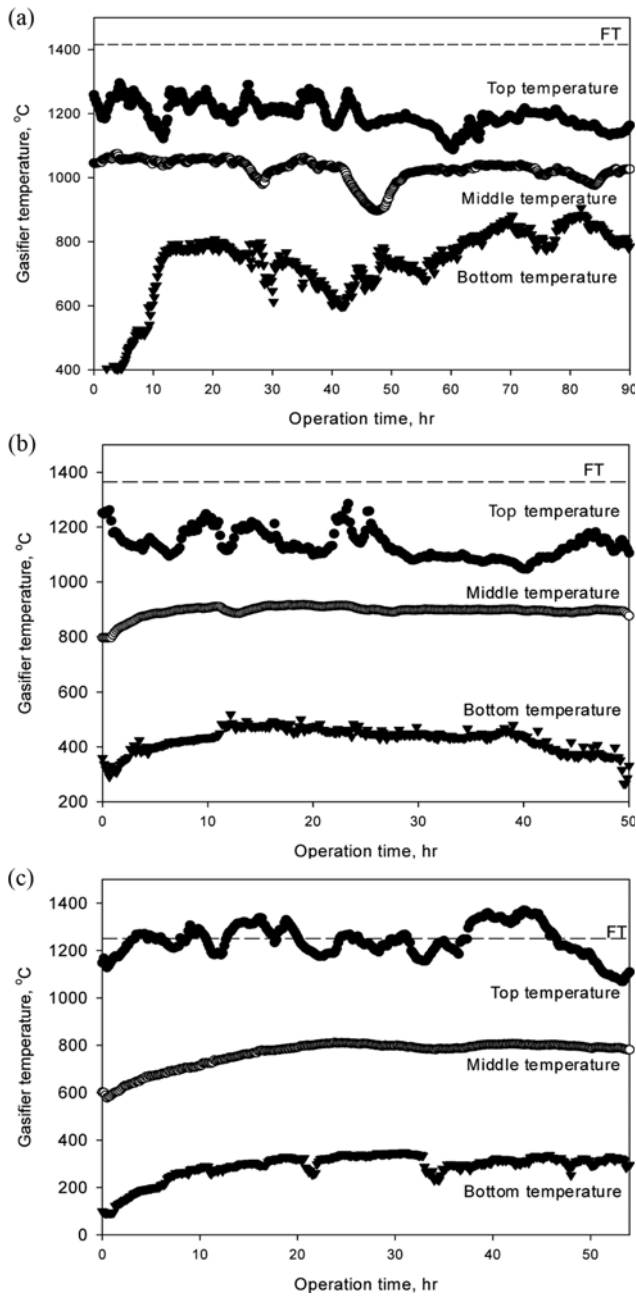 (a)
1400
1200
1000
800
600
400
0 10 20 30 40 50 60 70 80 90
Gasifier temperature, °C
Operation time, hr
FT
Top temperature
Middle temperature
Bottom temperature
(b)
1400
1200
1000
800
600
400
200
0 10 20 30 40 50
Gasifier temperature, °C
Operation time, hr
FT
Top temperature
Middle temperature
Bottom temperature
(c)
1400
1200
1000
800
600
400
200
0
0 10 20 30 40 50
Gasifier temperature, °C
Operation time, hr
FT
Top temperature
Middle temperature
Bottom temperature